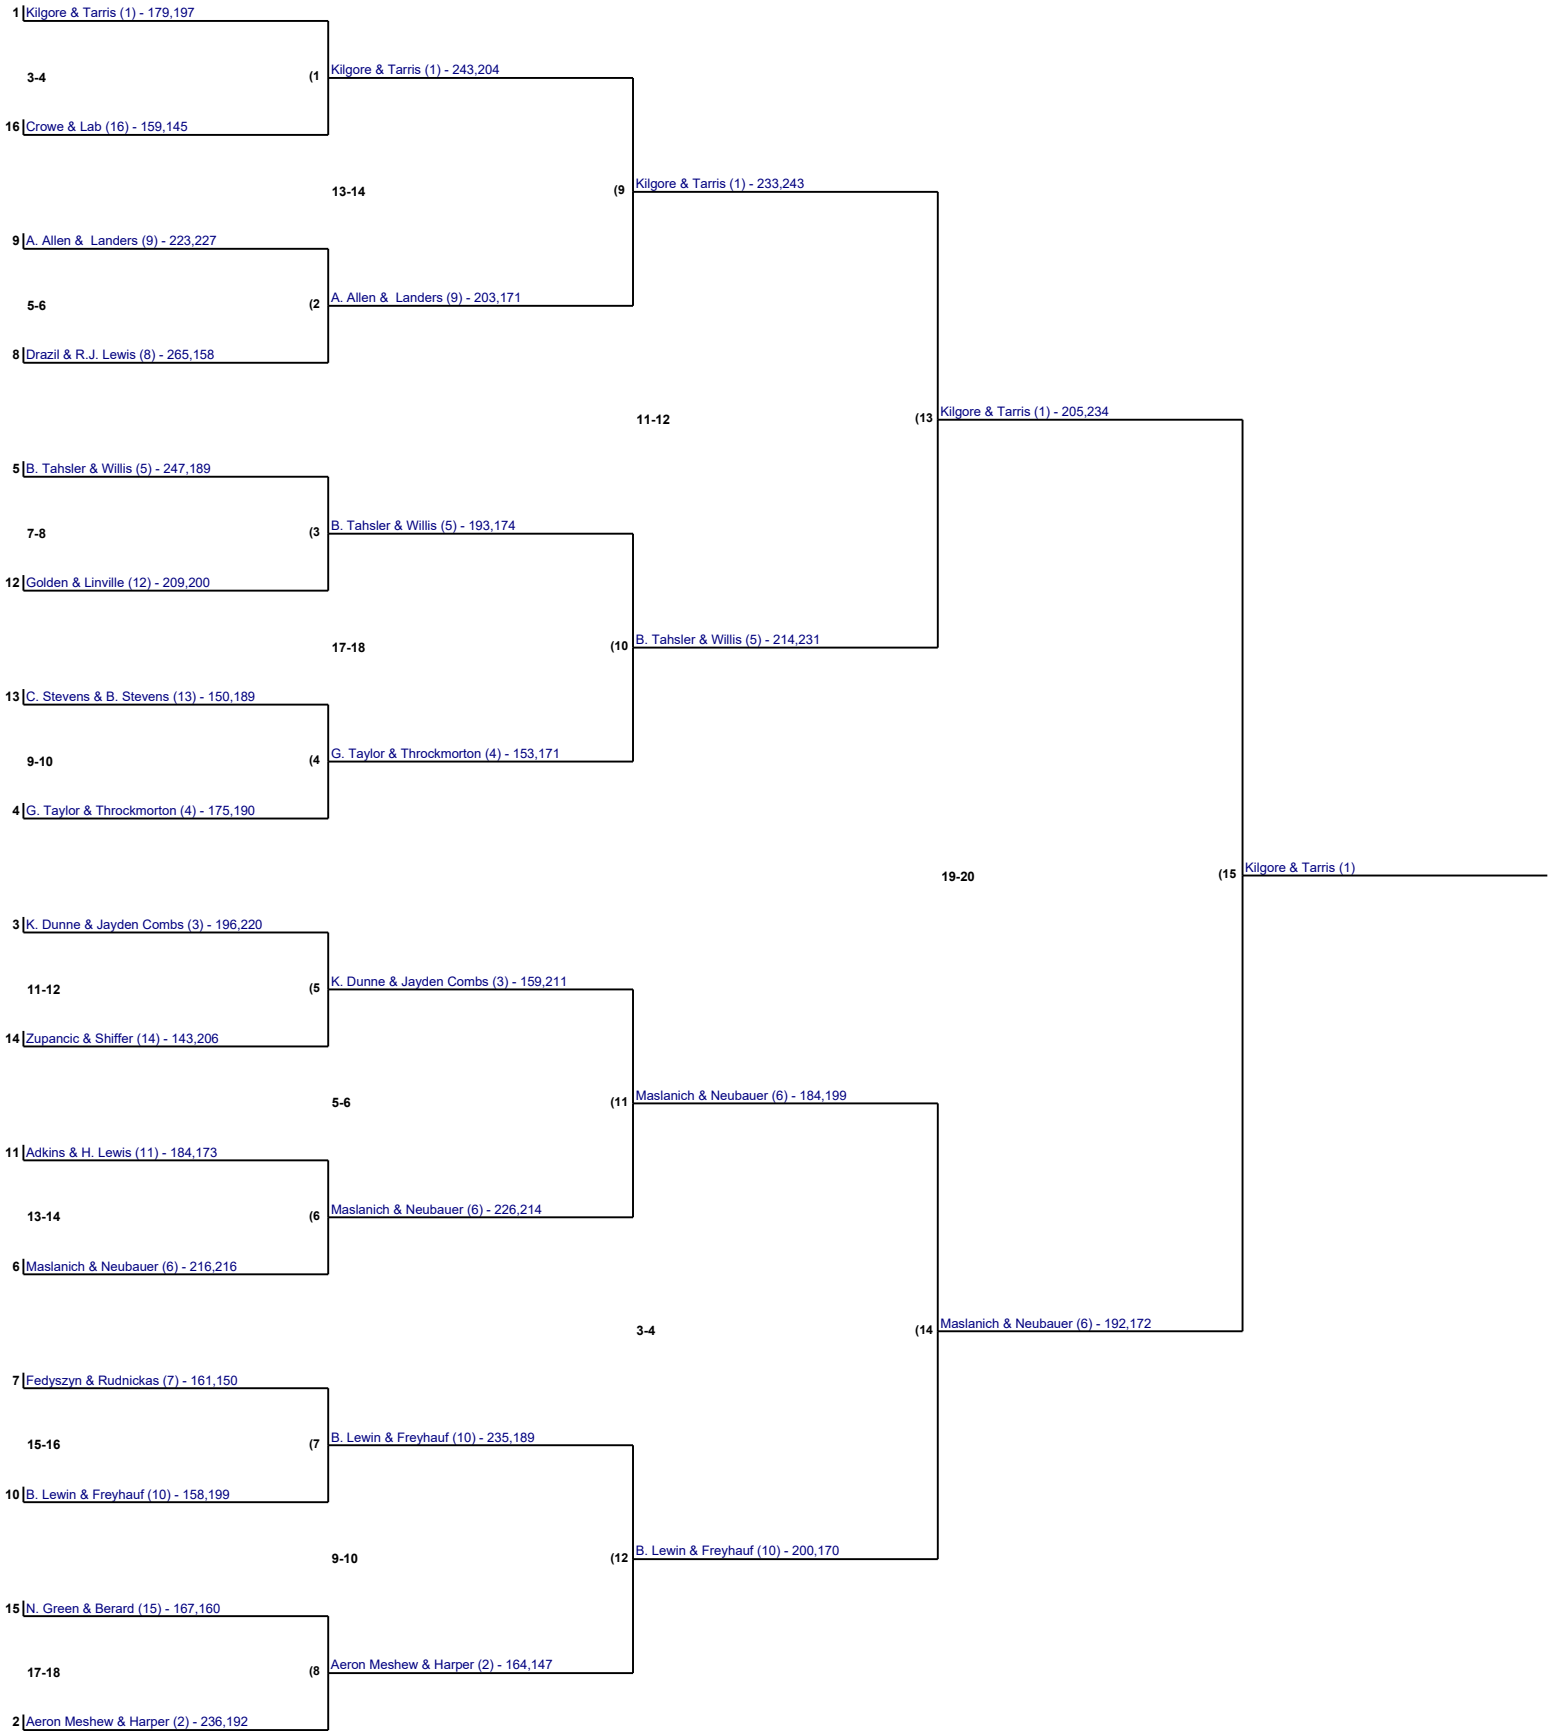 1 Kilgore & Tarris (1) - 179,197
3-4 (1 Kilgore & Tarris (1) - 243,204
16 Crowe & Lab (16) - 159,145
13-14 (9 Kilgore & Tarris (1) - 233,243
9 A. Allen &  Landers (9) - 223,227
5-6 (2 A. Allen &  Landers (9) - 203,171
8 Drazil & R.J. Lewis (8) - 265,158
11-12 (13 Kilgore & Tarris (1) - 205,234
5 B. Tahsler & Willis (5) - 247,189
7-8 (3 B. Tahsler & Willis (5) - 193,174
12 Golden & Linville (12) - 209,200
17-18 (10 B. Tahsler & Willis (5) - 214,231
13 C. Stevens & B. Stevens (13) - 150,189
9-10 (4 G. Taylor & Throckmorton (4) - 153,171
4 G. Taylor & Throckmorton (4) - 175,190
19-20 (15 Kilgore & Tarris (1)
3 K. Dunne & Jayden Combs (3) - 196,220
11-12 (5 K. Dunne & Jayden Combs (3) - 159,211
14 Zupancic & Shiffer (14) - 143,206
5-6 (11 Maslanich & Neubauer (6) - 184,199
11 Adkins & H. Lewis (11) - 184,173
13-14 (6 Maslanich & Neubauer (6) - 226,214
6 Maslanich & Neubauer (6) - 216,216
3-4 (14 Maslanich & Neubauer (6) - 192,172
7 Fedyszyn & Rudnickas (7) - 161,150
15-16 (7 B. Lewin & Freyhauf (10) - 235,189
10 B. Lewin & Freyhauf (10) - 158,199
9-10 (12 B. Lewin & Freyhauf (10) - 200,170
15 N. Green & Berard (15) - 167,160
17-18 (8 Aeron Meshew & Harper (2) - 164,147
2 Aeron Meshew & Harper (2) - 236,192